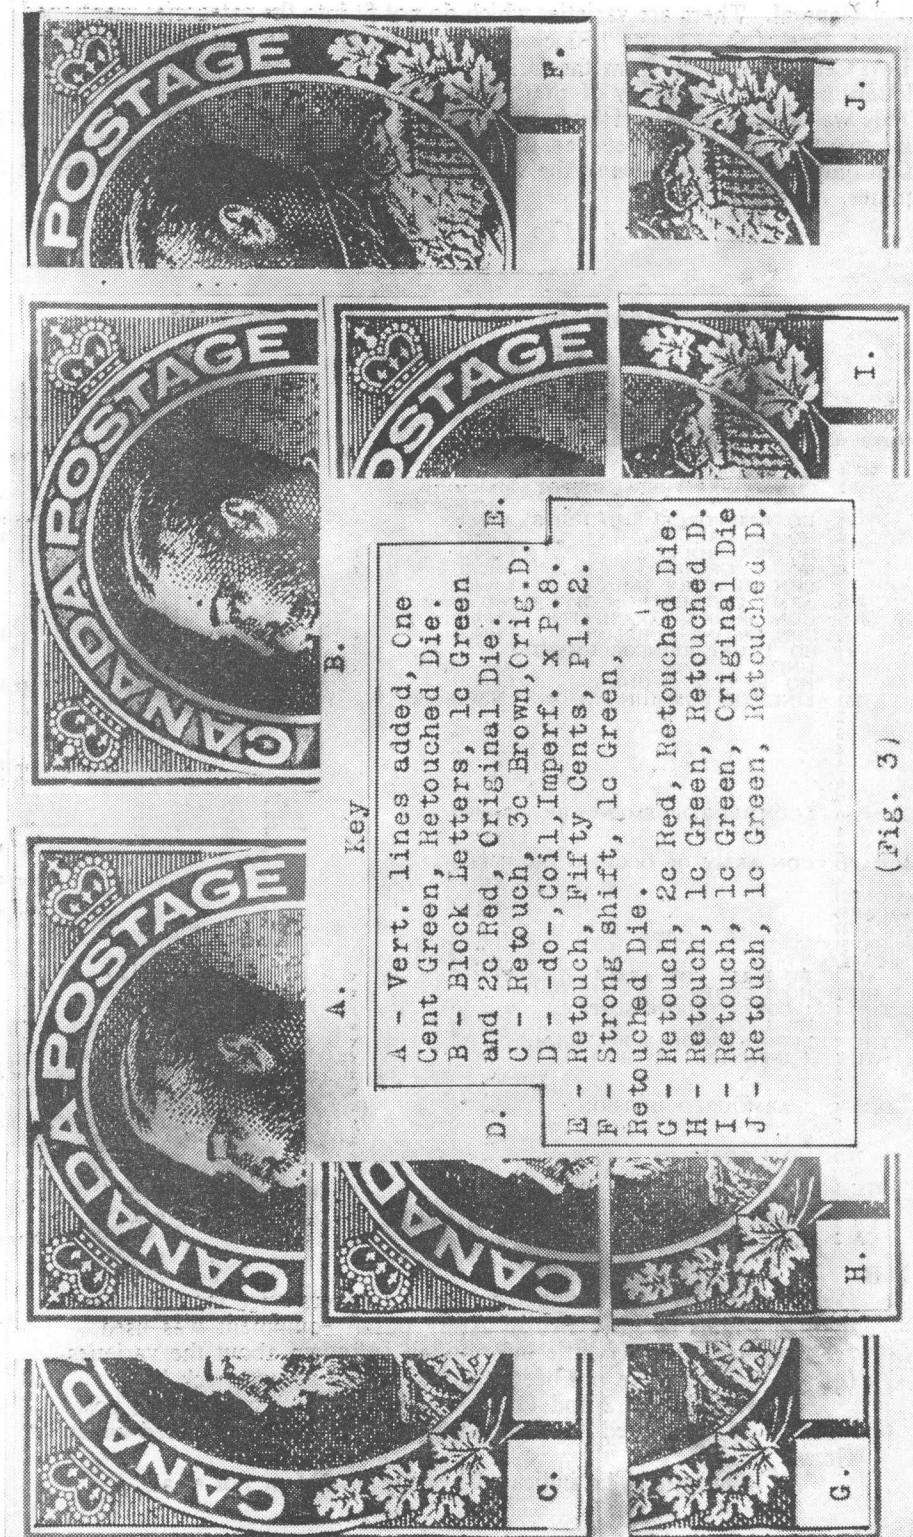 CANAD
CANADA POSTAGE
CANADA POSTAGE
POSTAGE
A.
B.
CANAD
OSTAGE
Key
D.
E.
C.
F.
A - Vert. lines added, One
Cent Green, Retouched Die.
B - Block Letters, 1c Green
and 2c Red, Original Die.
C - Retouch, 3c Brown,Orig.D.
D - -do-,Coil,Imperf. x P.8.
E - Retouch, Fifty Cents, Pl. 2.
F - Strong shift, 1c Green,
Retouched Die.
G - Retouch, 2c Red, Retouched Die.
H - Retouch, 1c Green, Retouched D.
I - Retouch, 1c Green, Original Die
J - Retouch, 1c Green, Retouched D.
G.
H.
I.
J.
(Fig. 3)